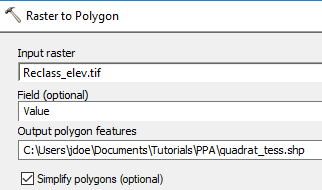 Raster to Polygon
Input raster
Reclass_elev.tif
Field (optional)
Value
Output polygon features
C:\Users\jdoe\Documents\Tutorials\PPA\quadrat_tess.shp
Simplify polygons (optional)